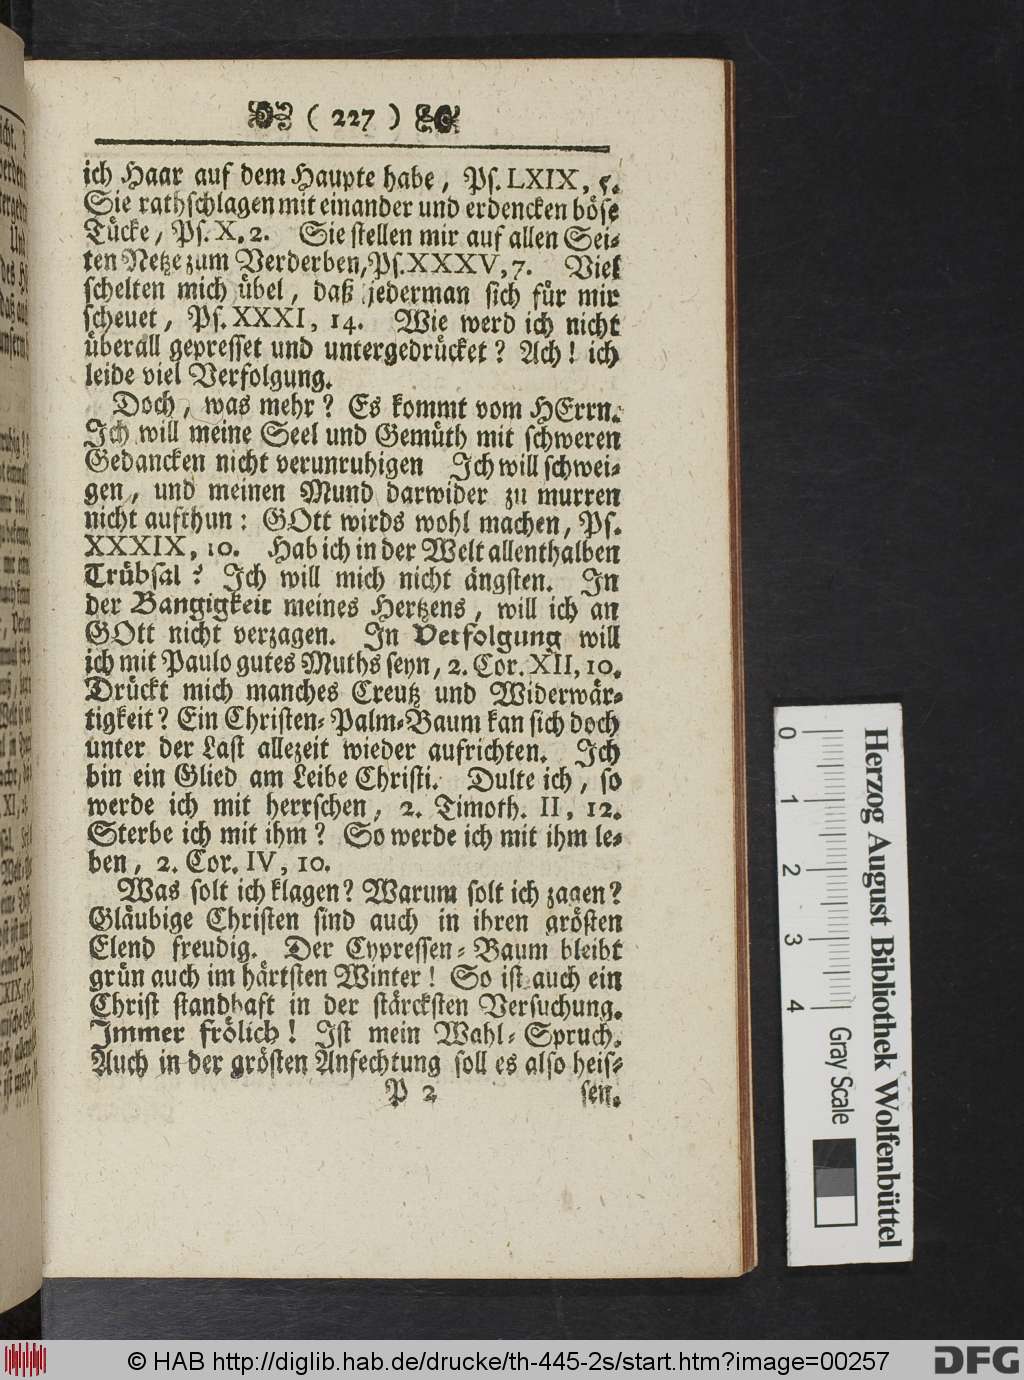 ( 227 )
ich Haar auf dem Haupte habe, Ps. LXIX, 5.
Sie rathschlagen mit einander und erdencken böse
Tücke, Ps. X, 2. Sie stellen mir auf allen Sei-
ten Netze zum Verderben, Ps. XXXV, 7. Viel
schelten mich übel, daß jederman sich für mir
scheuet, Ps. XXXI, 14. Wie werd ich nicht
überall gepresset und untergedrücket? Ach! ich
leide viel Verfolgung.
Doch, was mehr? Es kommt vom HErrn.
Ich will meine Seel und Gemüth mit schweren
Gedancken nicht verunruhigen Ich will schwei-
gen, und meinen Mund darwider zu murren
nicht aufthun: GOtt wirds wohl machen, Ps.
XXXIX, 10. Hab ich in der Welt allenthalben
Trübsal? Ich will mich nicht ängsten. In
der Bangigkeit meines Hertzens, will ich an
GOtt nicht verzagen. In Verfolgung will
ich mit Paulo gutes Muths seyn, 2. Cor. XII, 10.
Drückt mich manches Creutz und Widerwär-
tigkeit? Ein Christen-Palm-Baum kan sich doch
unter der Last allezeit wieder aufrichten. Ich
bin ein Glied am Leibe Christi. Dulte ich, so
werde ich mit herrschen, 2. Timoth. II, 12.
Sterbe ich mit ihm? So werde ich mit ihm le-
ben, 2. Cor. IV, 10.
Was solt ich klagen? Warum solt ich zagen?
Gläubige Christen sind auch in ihren grösten
Elend freudig. Der Cypressen-Baum bleibt
grün auch im härtsten Winter! So ist auch ein
Christ standhaft in der stärcksten Versuchung.
Immer frölich! Ist mein Wahl-Spruch.
Auch in der grösten Anfechtung soll es also heis-
P 2 sen.
0 1 2 3 4 Gray Scale
Herzog August Bibliothek Wolfenbüttel
© HAB http://diglib.hab.de/drucke/th-445-2s/start.htm?image=00257
DFG